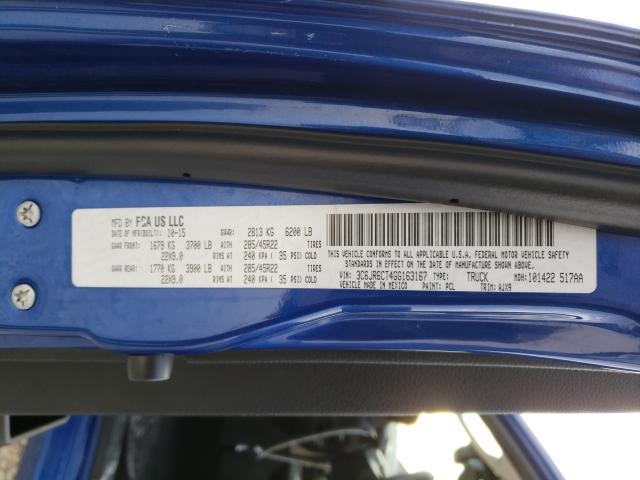 MFD BY FCA US LLC
DATE OF MFR(BUILT): 10-15 GVWR: 2813 KG 6200 LB
GAWR FRONT: 1679 KG 3700 LB WITH 285/45R22 TIRES
22X9.0 RIMS AT 240 KPA ( 35 PSI) COLD
GAWR REAR: 1770 KG 3900 LB WITH 285/45R22 TIRES
22X9.0 RIMS AT 240 KPA ( 35 PSI) COLD
THIS VEHICLE CONFORMS TO ALL APPLICABLE U.S.A. FEDERAL MOTOR VEHICLE SAFETY
STANDARDS IN EFFECT ON THE DATE OF MANUFACTURE SHOWN ABOVE.
VIN: 3C6JR6CT4GG163167 TYPE: TRUCK MDH: 101422 517AA
VEHICLE MADE IN MEXICO PAINT: PCL TRIM: AJX9